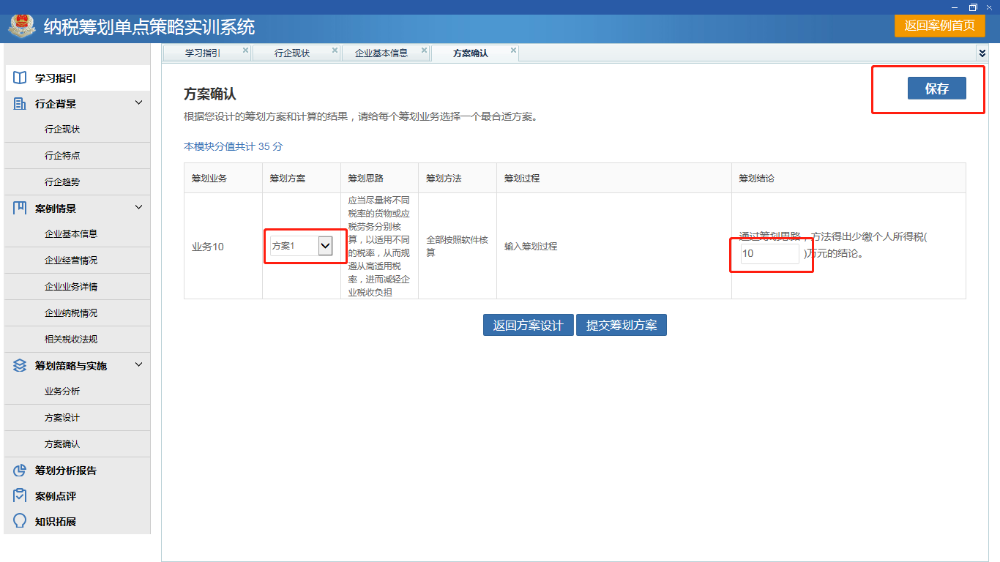 纳税筹划单点策略实训系统
返回案例首页
学习指引
行企背景
行企现状
行企特点
行企趋势
案例情景
企业基本信息
企业经营情况
企业业务详情
企业纳税情况
相关税收法规
筹划策略与实施
业务分析
方案设计
方案确认
筹划分析报告
案例点评
知识拓展
学习指引 行企现状 企业基本信息 方案确认
保存
方案确认
根据您设计的筹划方案和计算的结果，请给每个筹划业务选择一个最合适方案。
本模块分值共计 35 分
筹划业务 筹划方案 筹划思路 筹划方法 筹划过程 筹划结论
业务10
方案1
应当尽量将不同
税率的货物或应
税劳务分别核
算，以适用不同
的税率，从而规
避从高适用税
率，进而减轻企
业税收负担
全部按照软件核
算
输入筹划过程
通过筹划思路，方法得出少缴个人所得税(
10 )万元的结论。
返回方案设计 提交筹划方案